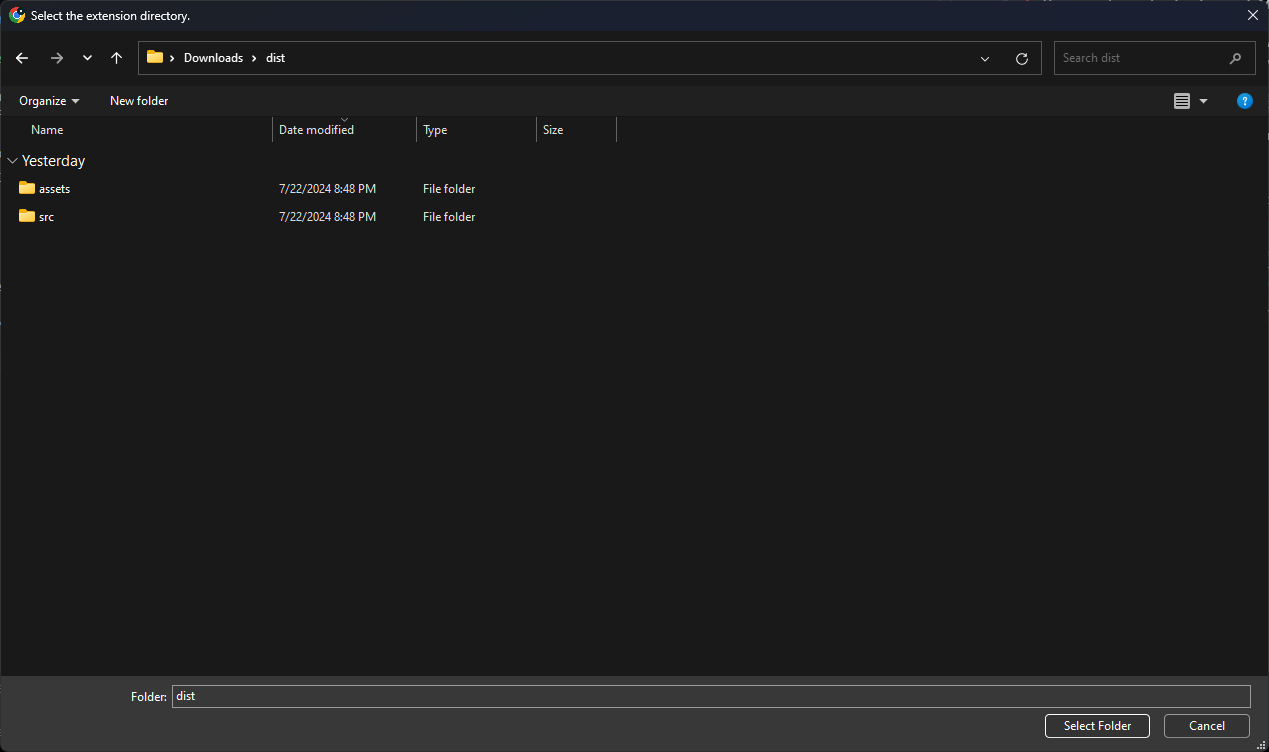 Select the extension directory.
Downloads dist
Search dist
Organize New folder
Name Date modified Type Size
Yesterday
assets 7/22/2024 8:48 PM File folder
src 7/22/2024 8:48 PM File folder
Folder: dist
Select Folder Cancel